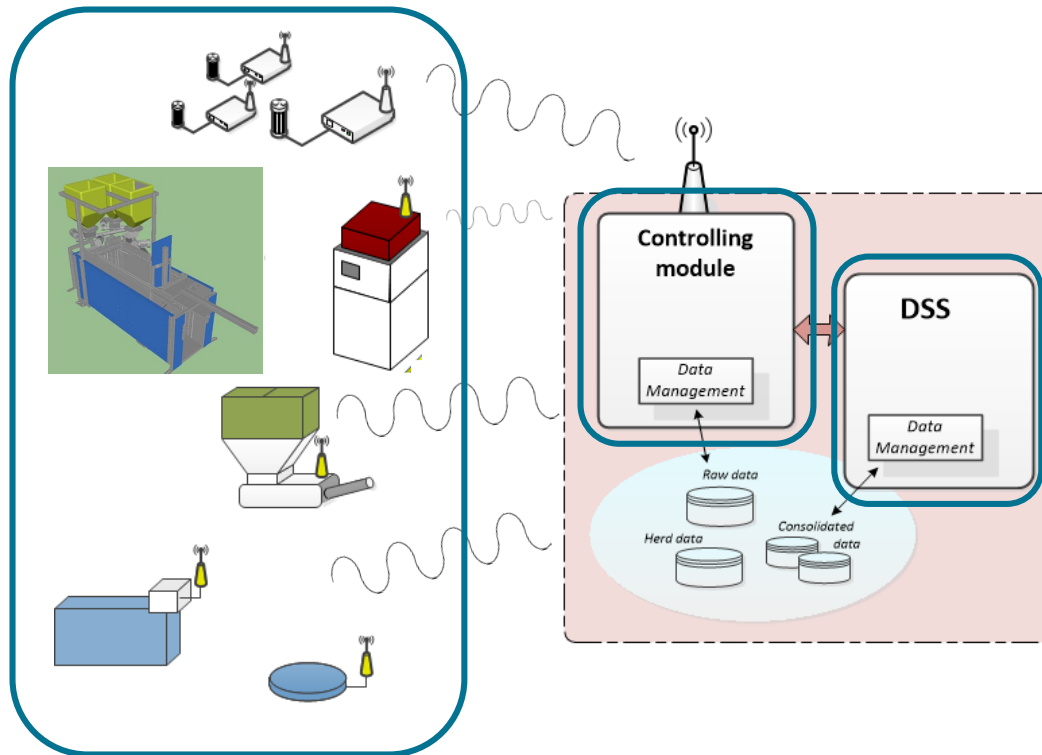 Controlling
module
DSS
Data
Management
Data
Management
Raw data
Herd data
Consolidated
data